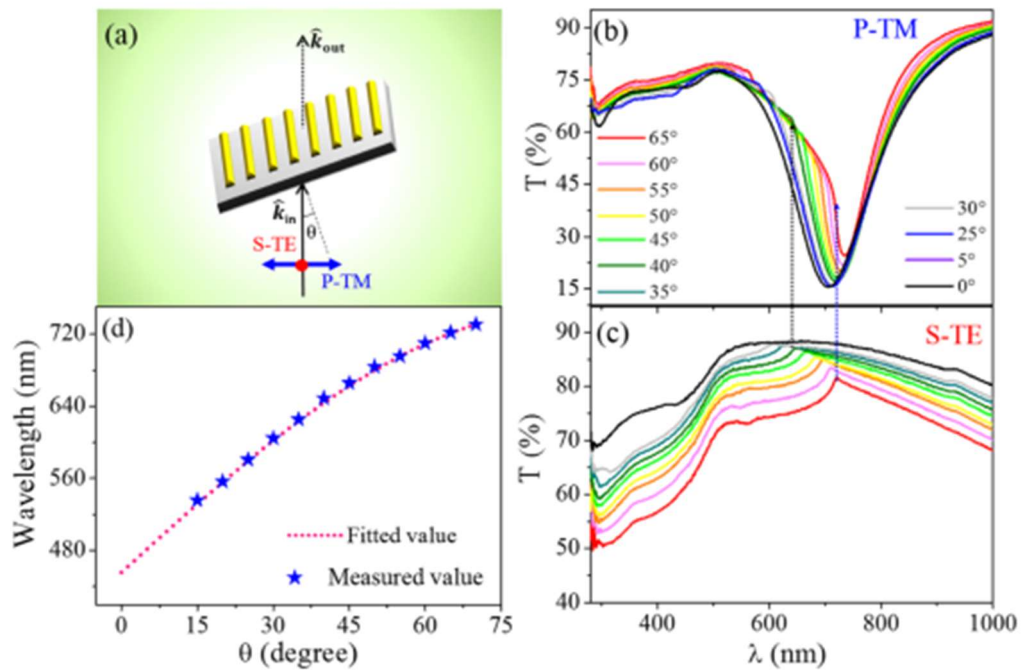 (a)
k̂out
k̂in
θ
S-TE
P-TM
(b)
P-TM
T (%)
90
75
60
45
30
15
65°
60°
55°
50°
45°
40°
35°
30°
25°
5°
0°
(c)
S-TE
T (%)
90
80
70
60
50
40
400
600
800
1000
λ (nm)
(d)
Wavelength (nm)
720
640
560
480
Fitted value
Measured value
0
15
30
45
60
75
θ (degree)